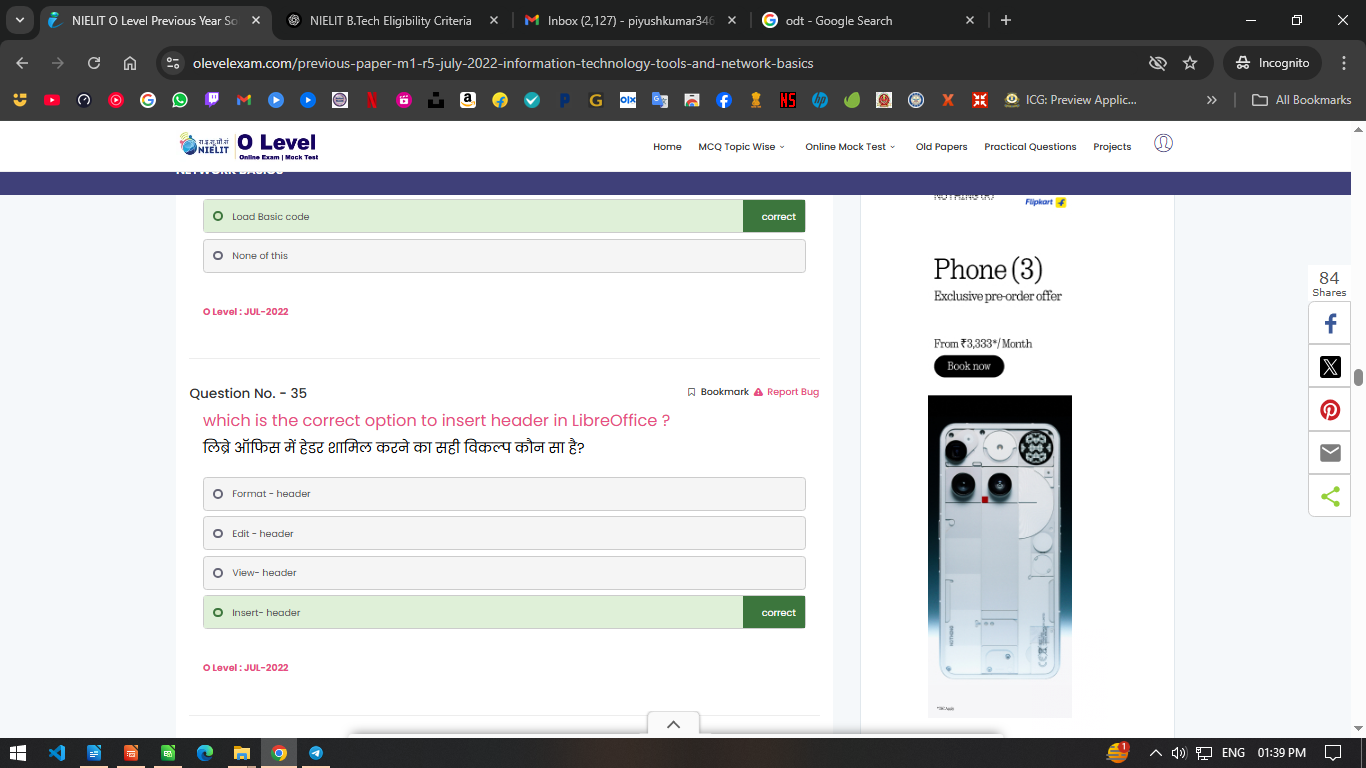 NIELIT O Level Previous Year So
NIELIT B.Tech Eligibility Criteria
Inbox (2,127) - piyushkumar346
odt - Google Search
olevelexam.com/previous-paper-m1-r5-july-2022-information-technology-tools-and-network-basics
Incognito
ICG: Preview Applic...
All Bookmarks
NIELIT
O Level
Online Exam | Mock Test
Home
MCQ Topic Wise
Online Mock Test
Old Papers
Practical Questions
Projects
NETWORK BASICS
Load Basic code
correct
None of this
O Level : JUL-2022
Question No. - 35
Bookmark
Report Bug
which is the correct option to insert header in LibreOffice ?
लिब्रे ऑफिस में हेडर शामिल करने का सही विकल्प कौन सा है?
Format - header
Edit - header
View- header
Insert- header
correct
O Level : JUL-2022
Flipkart
Phone (3)
Exclusive pre-order offer
From ₹3,333*/Month
Book now
84
Shares
ENG
01:39 PM